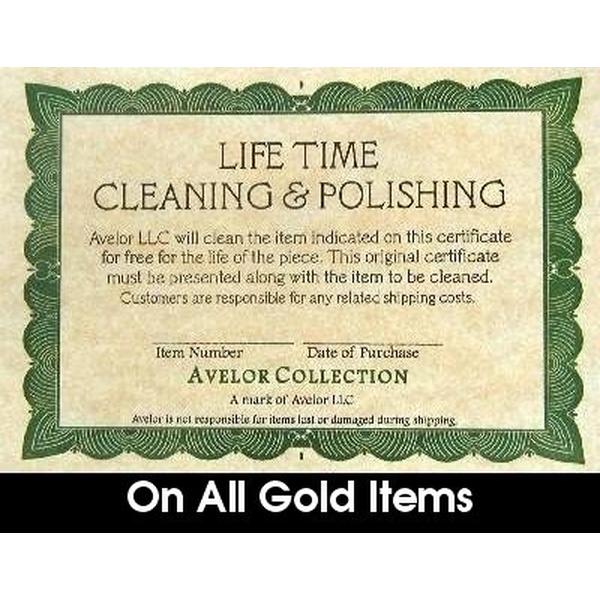 LIFE TIME
CLEANING & POLISHING
Avelor LLC will clean the item indicated on this certificate
for free for the life of the piece. This original certificate
must be presented along with the item to be cleaned.
Customers are responsible for any related shipping costs.
Item Number Date of Purchase
AVELOR COLLECTION
A mark of Avelor LLC
Avelor is not responsible for items lost or damaged during shipping.
On All Gold Items